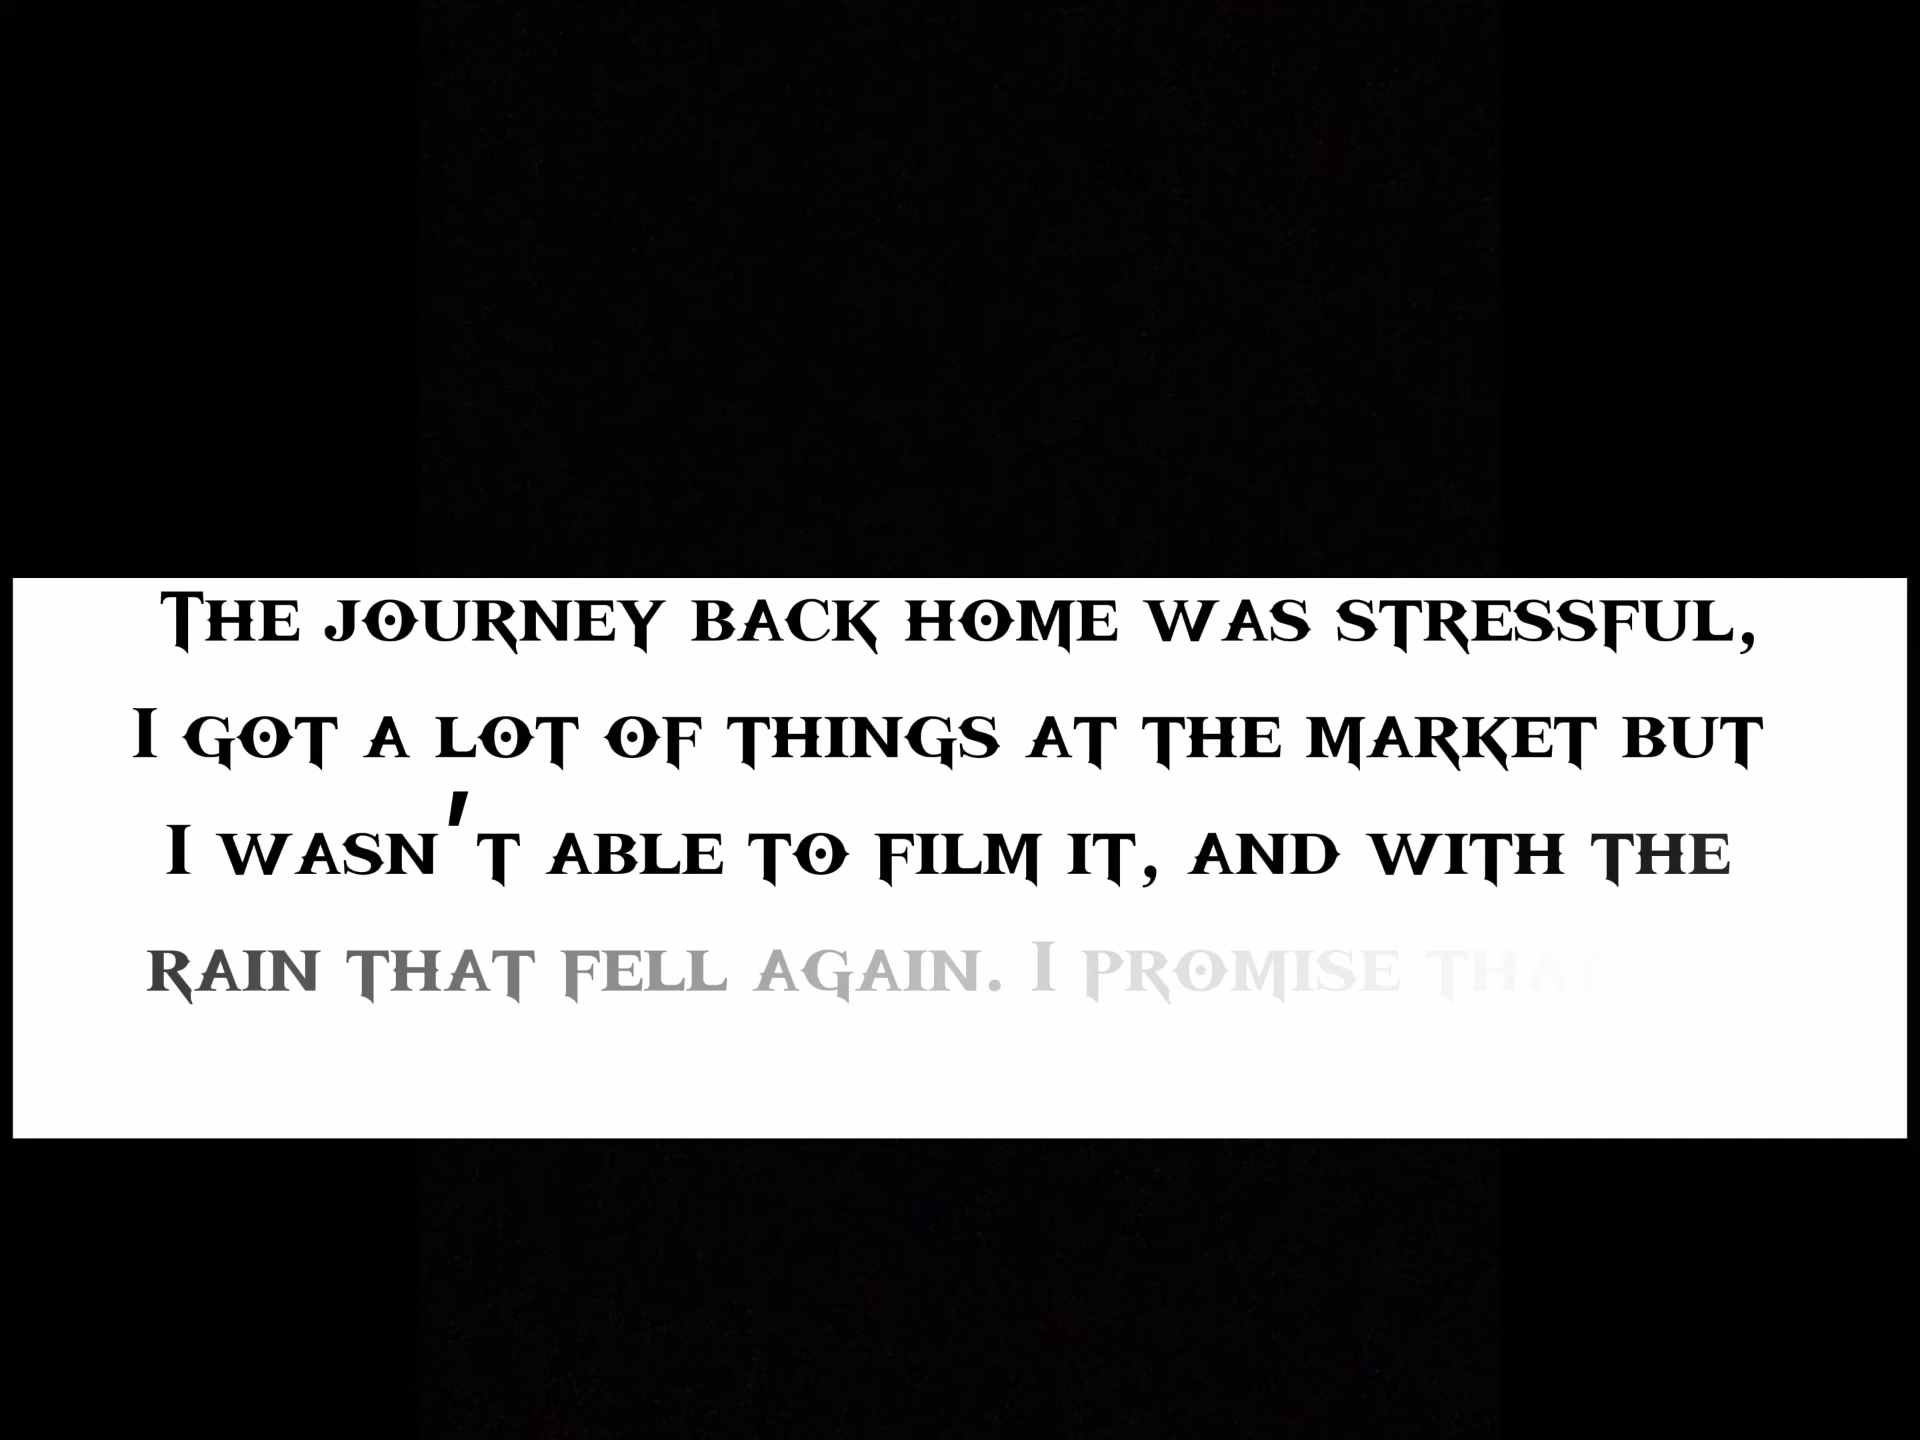 The journey back home was stressful,
I got a lot of things at the market but
I wasn't able to film it, and with the
rain that fell again. I promise that